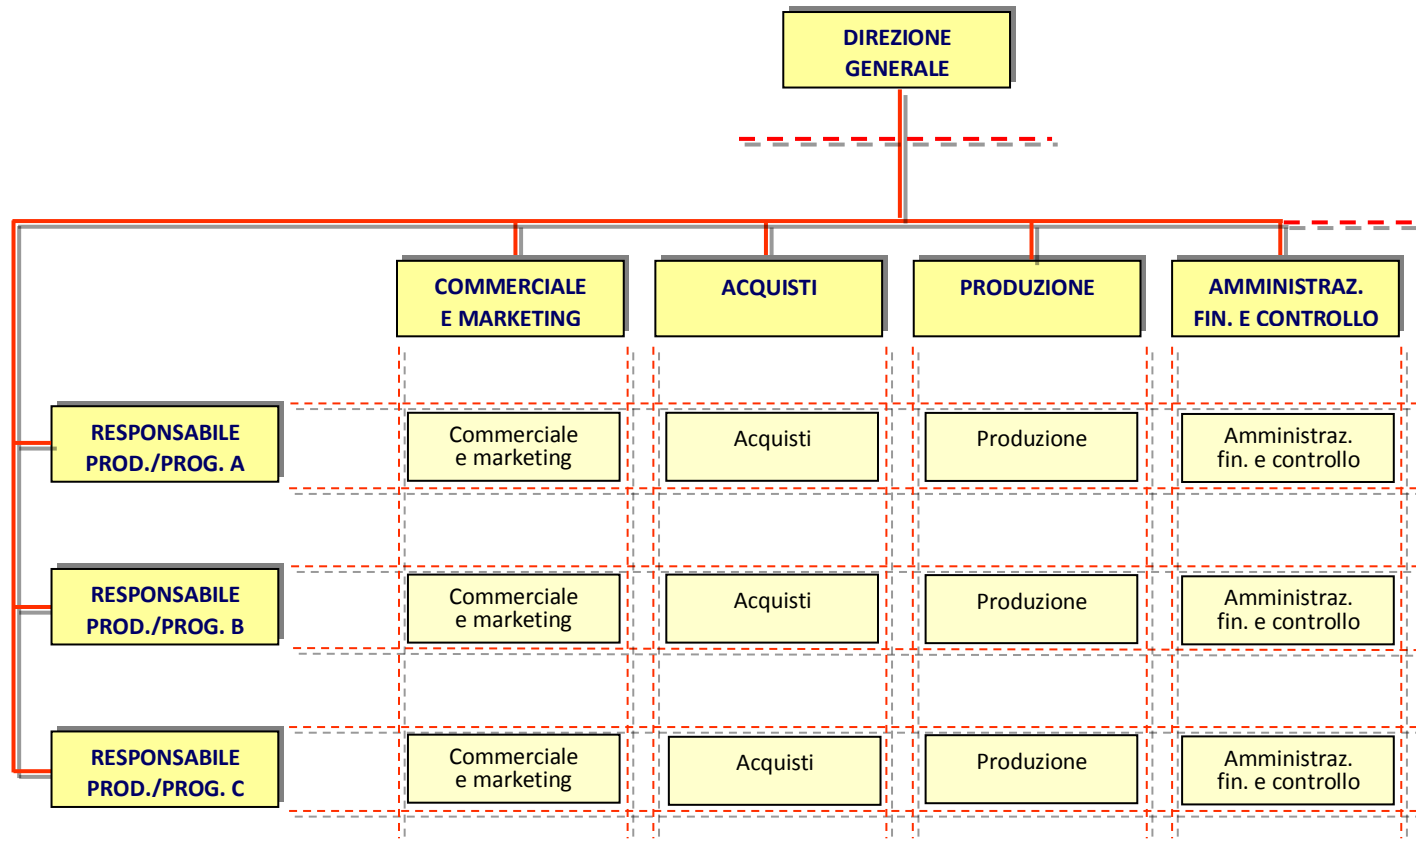 DIREZIONE
GENERALE
COMMERCIALE
E MARKETING
ACQUISTI
PRODUZIONE
AMMINISTRAZ.
FIN. E CONTROLLO
RESPONSABILE
PROD./PROG. A
Commerciale
e marketing
Acquisti
Produzione
Amministraz.
fin. e controllo
RESPONSABILE
PROD./PROG. B
Commerciale
e marketing
Acquisti
Produzione
Amministraz.
fin. e controllo
RESPONSABILE
PROD./PROG. C
Commerciale
e marketing
Acquisti
Produzione
Amministraz.
fin. e controllo